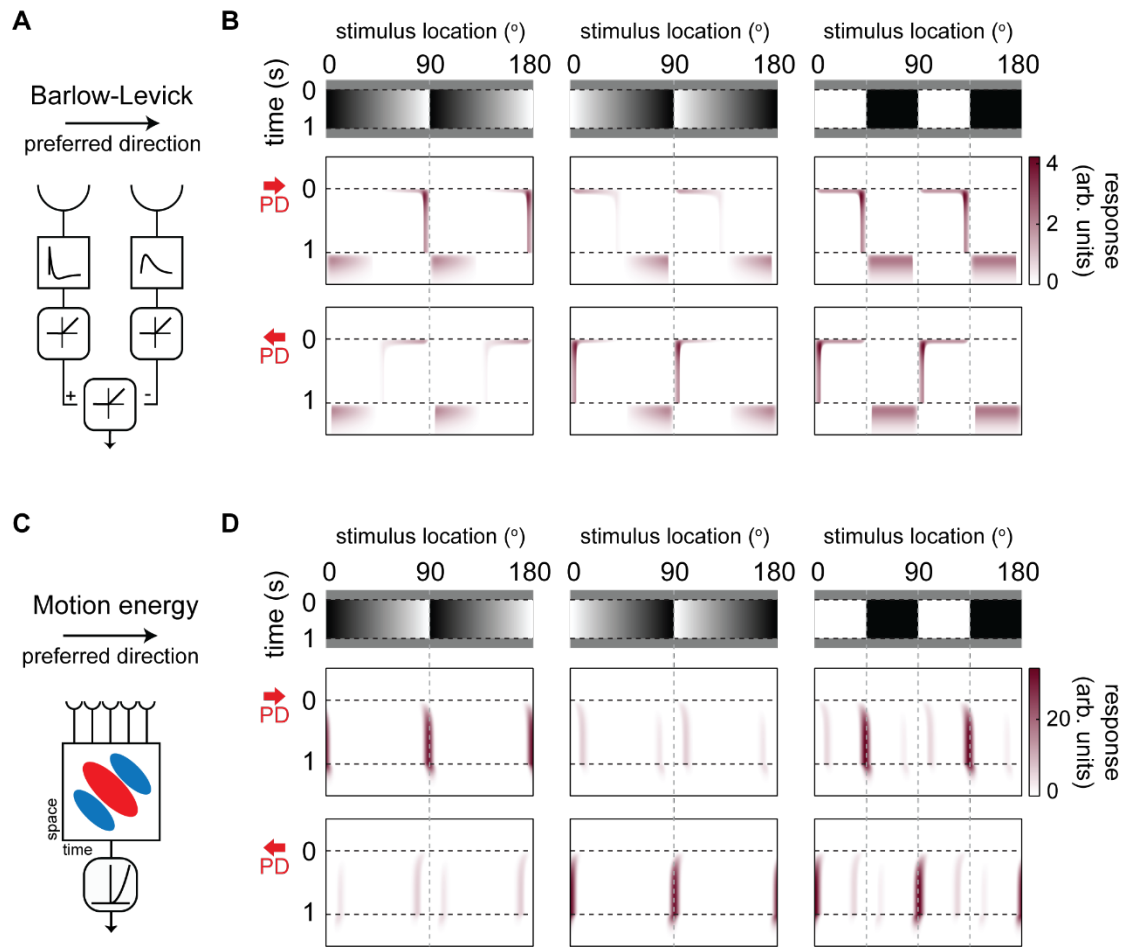 A
Barlow-Levick
preferred direction
+ -
B
stimulus location (°) stimulus location (°) stimulus location (°)
0 90 180 0 90 180 0 90 180
time (s)
0
1
PD
0
1
4
2
0
response
(arb. units)
PD
0
1
C
Motion energy
preferred direction
space
time
D
stimulus location (°) stimulus location (°) stimulus location (°)
0 90 180 0 90 180 0 90 180
time (s)
0
1
PD
0
1
20
0
response
(arb. units)
PD
0
1